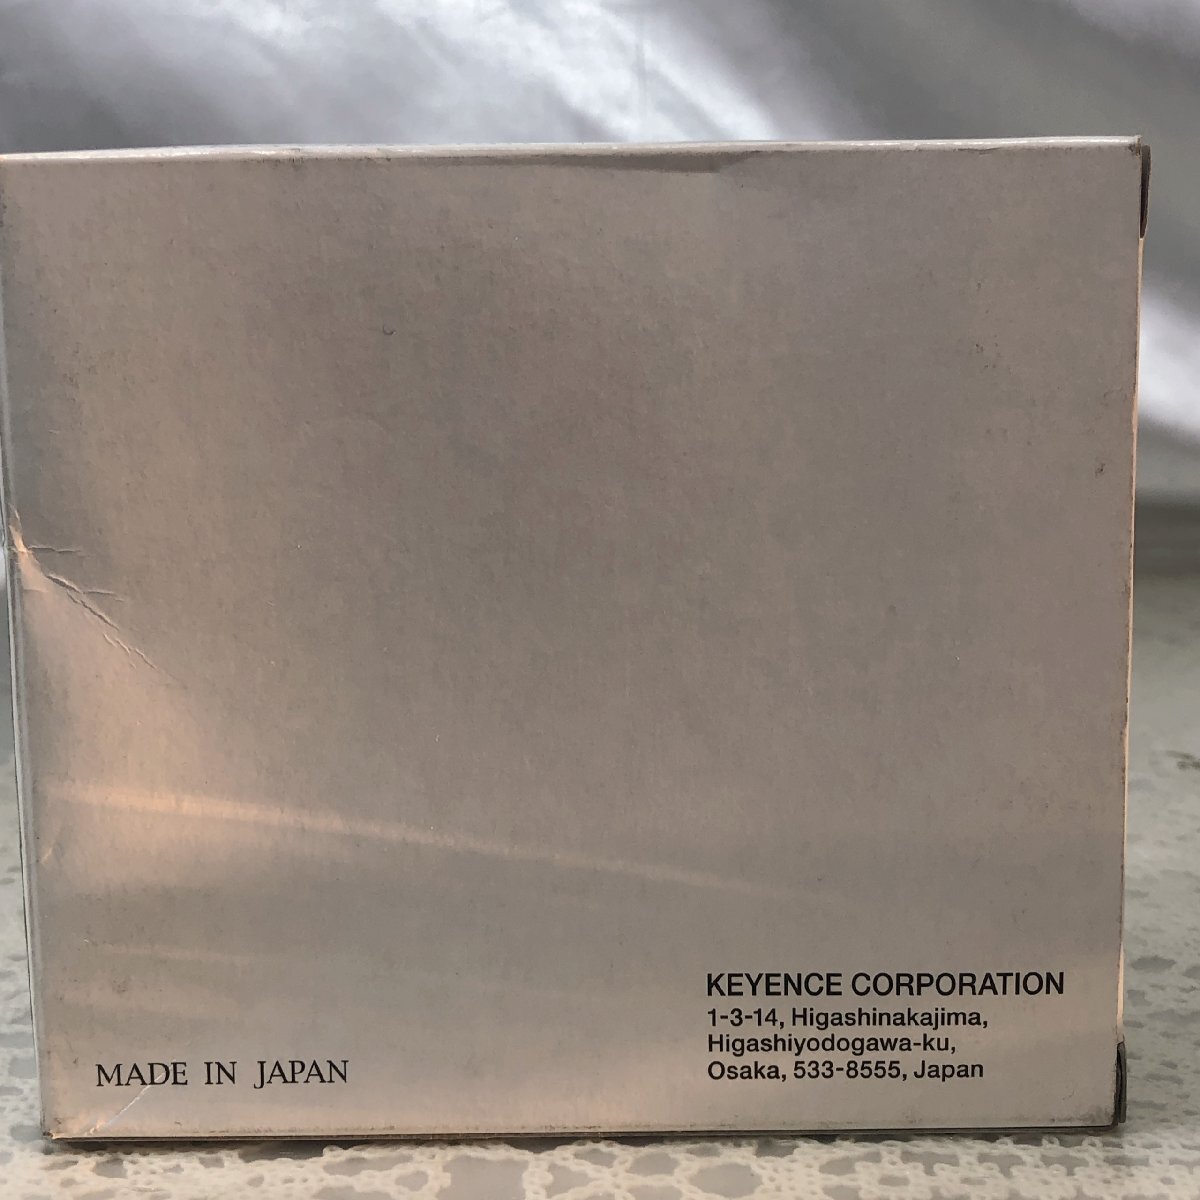 KEYENCE CORPORATION
1-3-14, Higashinakajima,
Higashiyodogawa-ku,
Osaka, 533-8555, Japan
MADE IN JAPAN